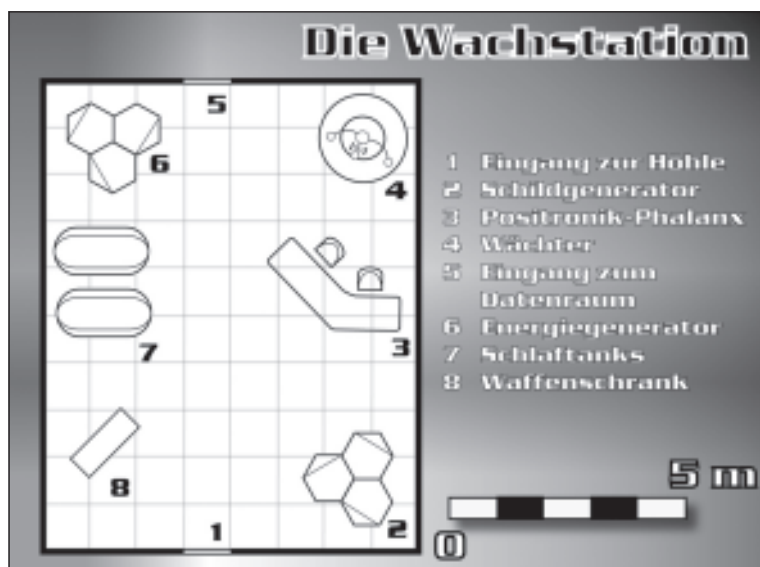 Die Wachstation
5
6
4
7
3
8
1
2
1 Eingang zur Höhle
2 Schildgenerator
3 Positronik-Phalanx
4 Wächter
5 Eingang zum
Datenraum
6 Energiegenerator
7 Schlaftanks
8 Waffenschrank
5 m
0